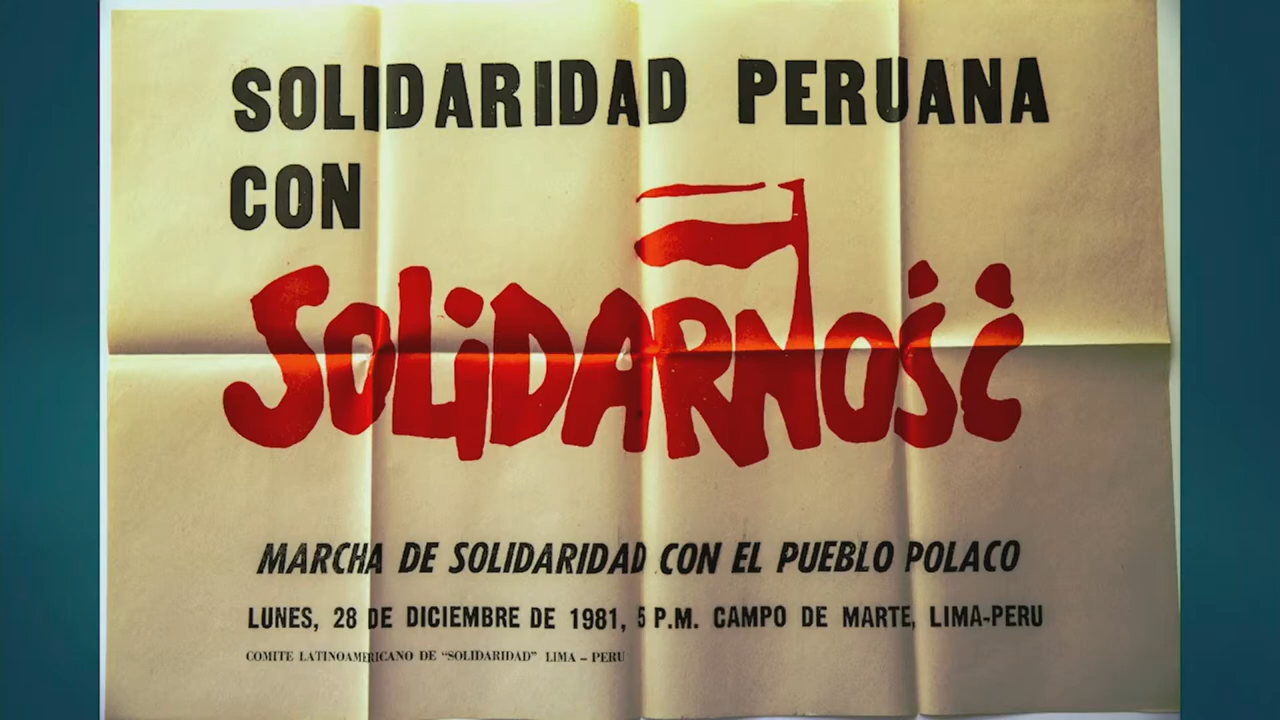 SOLIDARIDAD PERUANA
CON
SOLIDARNOŚĆ
MARCHA DE SOLIDARIDAD CON EL PUEBLO POLACO
LUNES, 28 DE DICIEMBRE DE 1981, 5 P.M. CAMPO DE MARTE, LIMA-PERU
COMITE LATINOAMERICANO DE "SOLIDARIDAD" LIMA – PERU